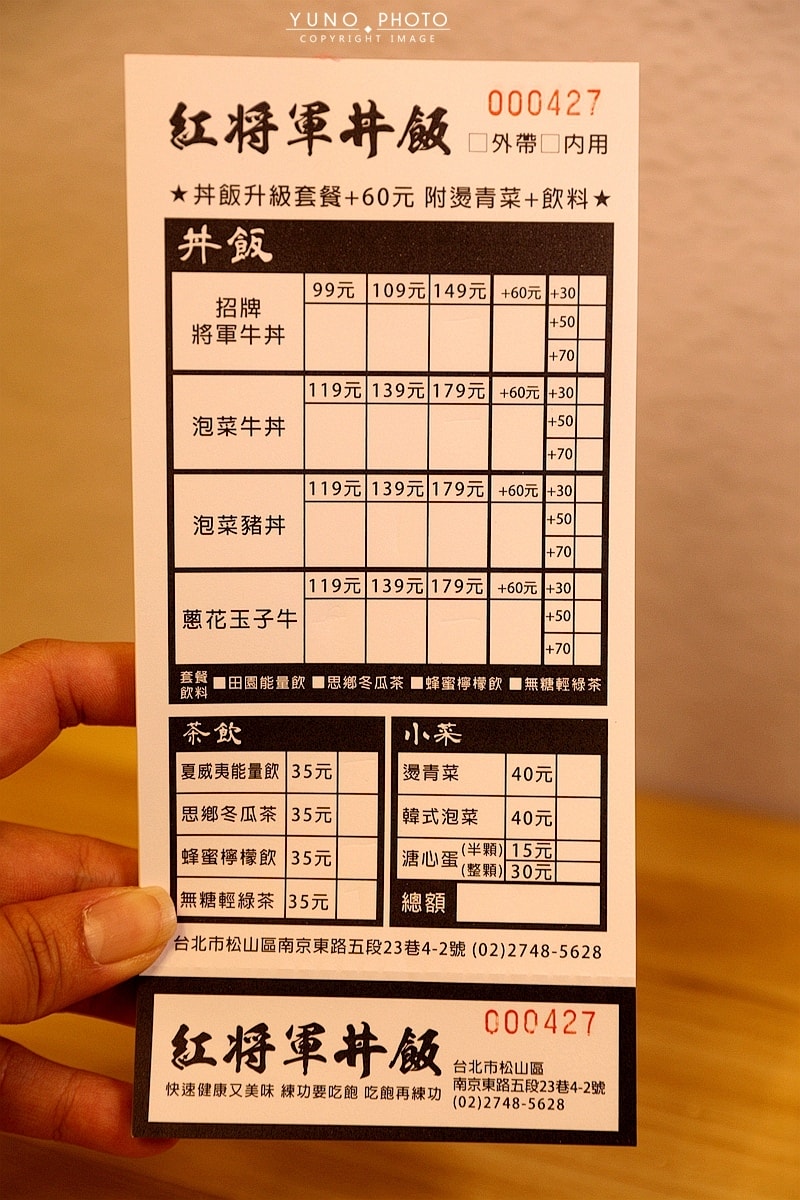 YUNO PHOTO
COPYRIGHT IMAGE
000427
紅将軍丼飯 □外帶□內用
★丼飯升級套餐+60元 附燙青菜+飲料★
丼飯
招牌
將軍牛丼
99元 109元 149元 +60元 +30
+50
+70
泡菜牛丼
119元 139元 179元 +60元 +30
+50
+70
泡菜豬丼
119元 139元 179元 +60元 +30
+50
+70
蔥花玉子牛
119元 139元 179元 +60元 +30
+50
+70
套餐
飲料
■田園能量飲 ■思鄉冬瓜茶 ■蜂蜜檸檬飲 ■無糖輕綠茶
茶飲
夏威夷能量飲 35元
思鄉冬瓜茶 35元
蜂蜜檸檬飲 35元
無糖輕綠茶 35元
小菜
燙青菜 40元
韓式泡菜 40元
溏心蛋 (半顆) 15元
(整顆) 30元
總額
台北市松山區南京東路五段23巷4-2號 (02)2748-5628
000427
紅将軍丼飯
快速健康又美味 練功要吃飽 吃飽再練功
台北市松山區
南京東路五段23巷4-2號
(02)2748-5628